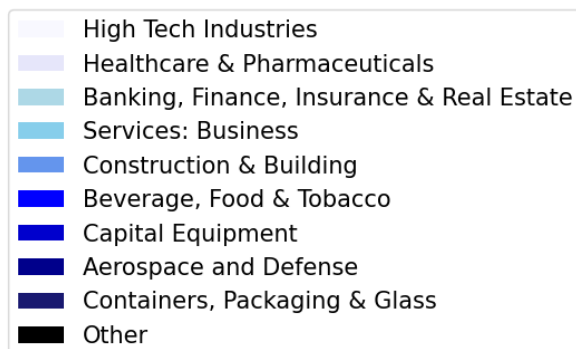 High Tech Industries
Healthcare & Pharmaceuticals
Banking, Finance, Insurance & Real Estate
Services: Business
Construction & Building
Beverage, Food & Tobacco
Capital Equipment
Aerospace and Defense
Containers, Packaging & Glass
Other